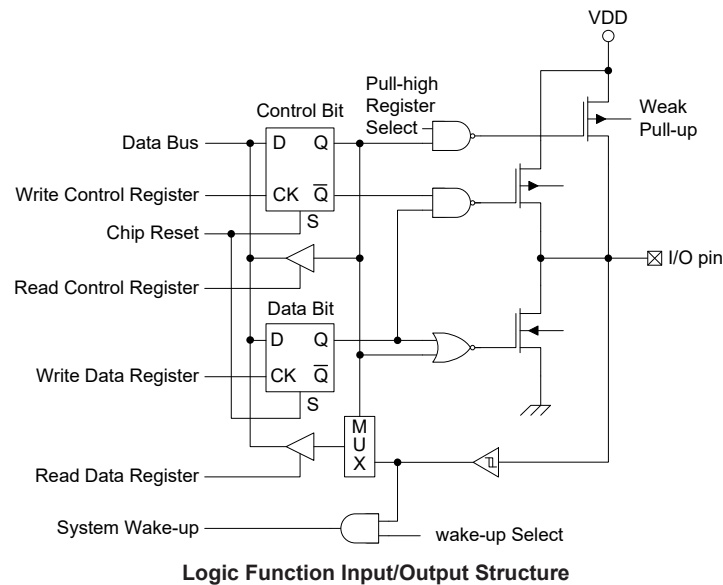 VDD
Pull-high
Register
Select
Control Bit
Weak
Pull-up
Data Bus
D
Q
Write Control Register
CK
Q̅
S
Chip Reset
I/O pin
Read Control Register
Data Bit
D
Q
Write Data Register
CK
Q̅
S
M
U
X
Read Data Register
System Wake-up
wake-up Select
Logic Function Input/Output Structure